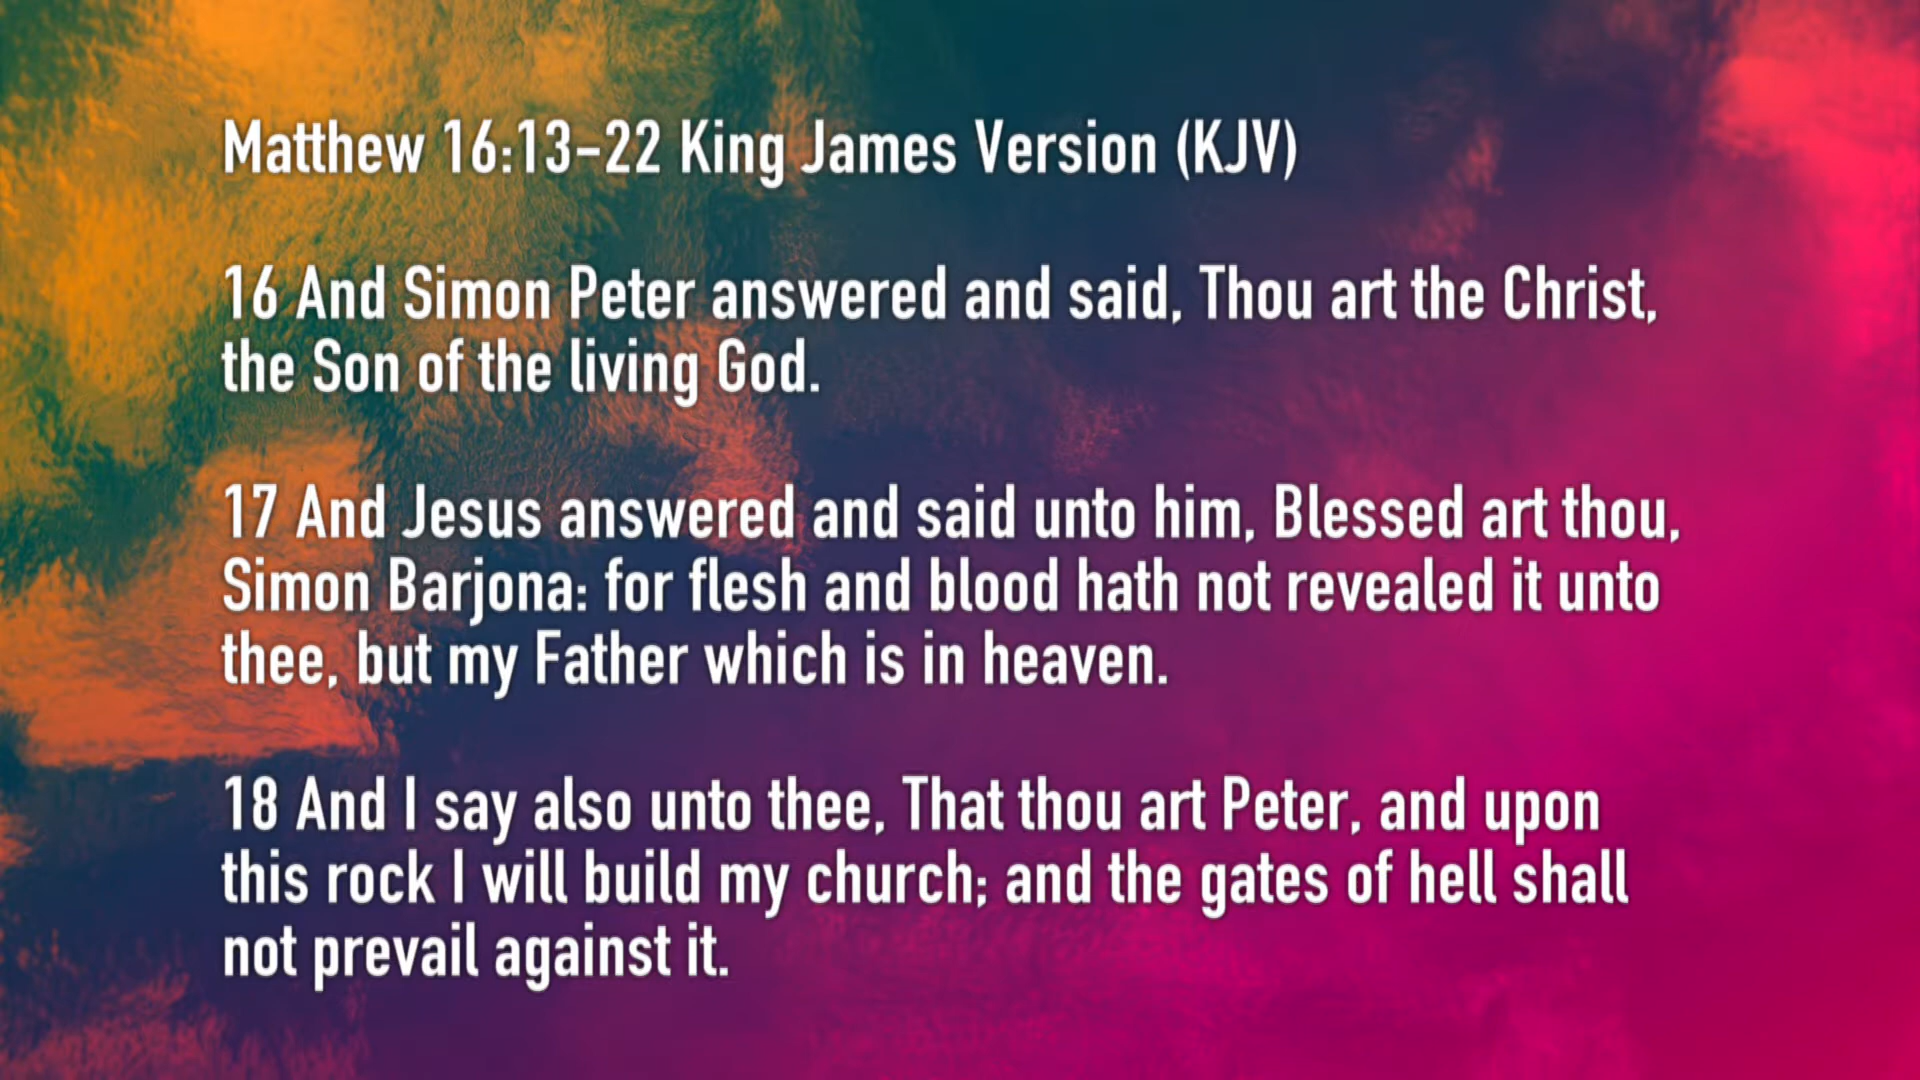 Matthew 16:13-22 King James Version (KJV)
16 And Simon Peter answered and said, Thou art the Christ,
the Son of the living God.
17 And Jesus answered and said unto him, Blessed art thou,
Simon Barjona: for flesh and blood hath not revealed it unto
thee, but my Father which is in heaven.
18 And I say also unto thee, That thou art Peter, and upon
this rock I will build my church; and the gates of hell shall
not prevail against it.